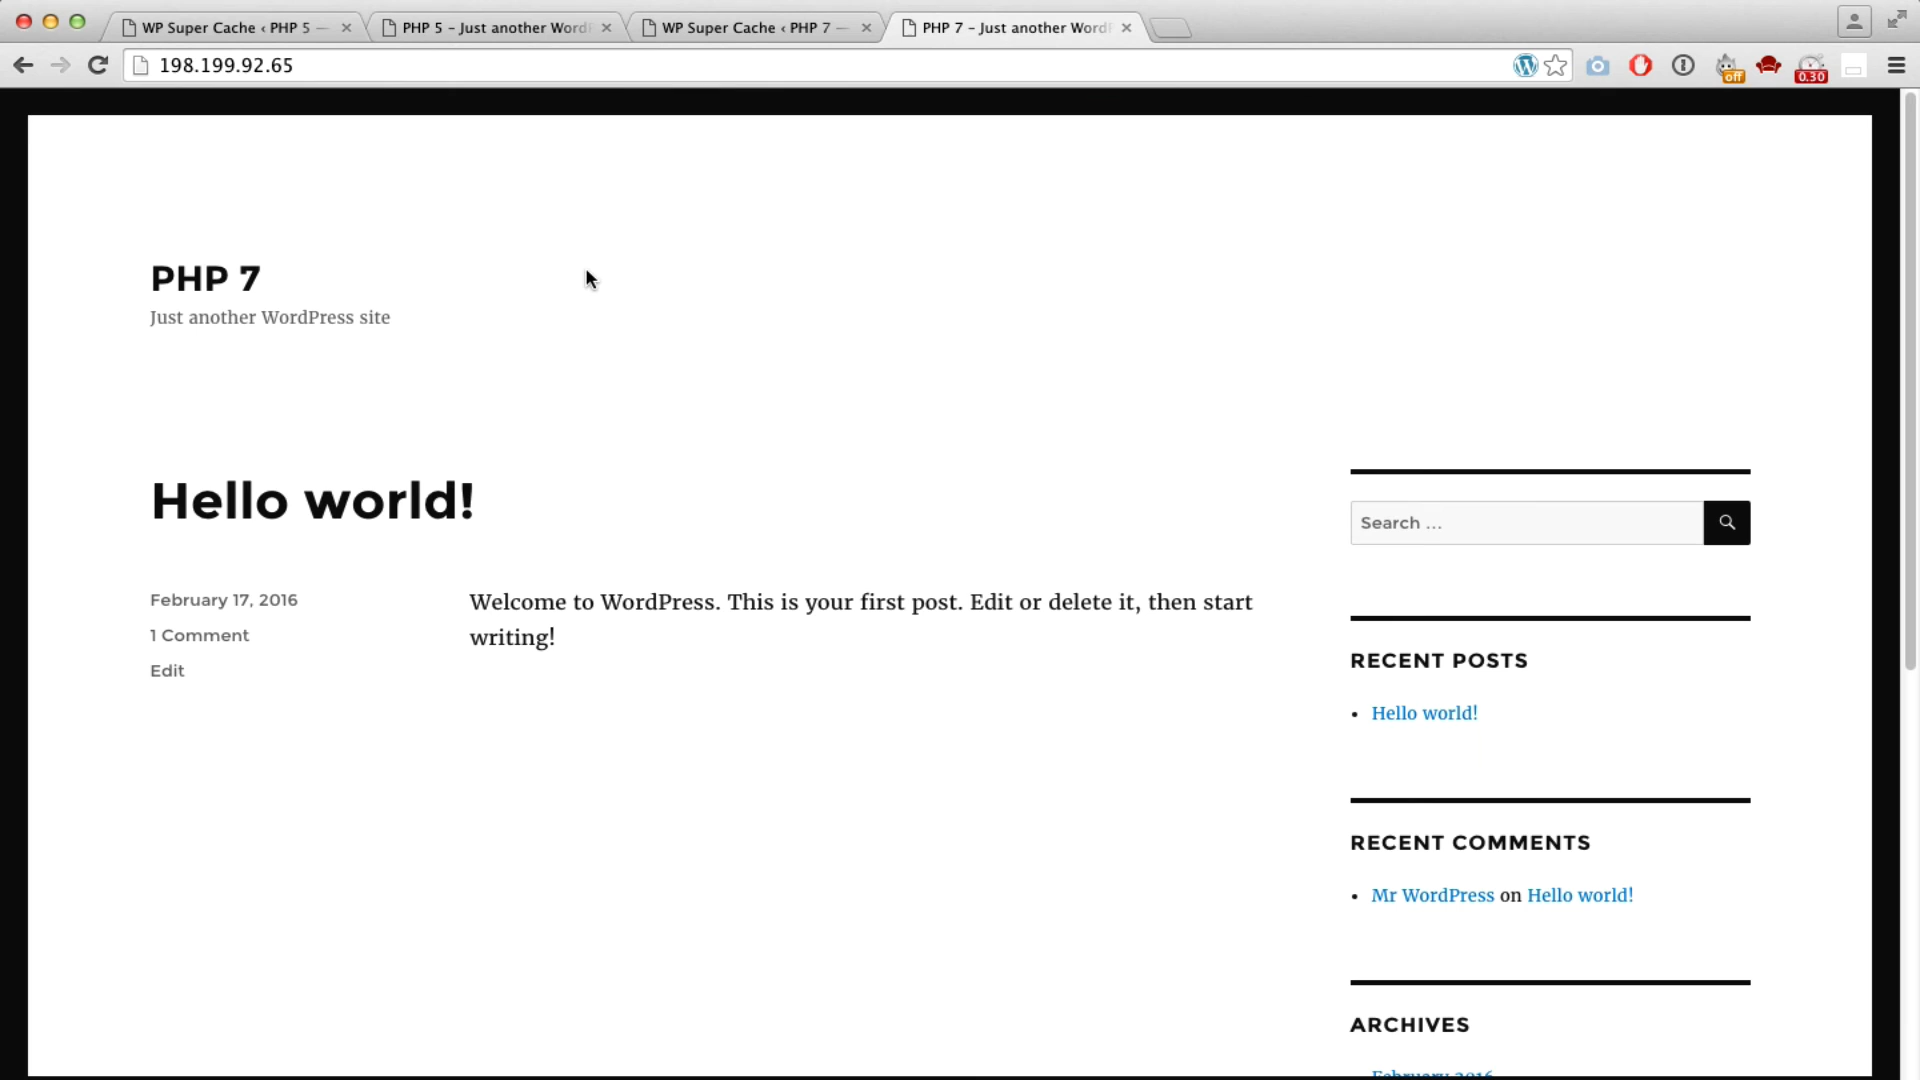 WP Super Cache ‹ PHP 5 —
PHP 5 – Just another Word
WP Super Cache ‹ PHP 7 —
PHP 7 – Just another Word
198.199.92.65
off
0.30
PHP 7
Just another WordPress site
Hello world!
February 17, 2016
1 Comment
Edit
Welcome to WordPress. This is your first post. Edit or delete it, then start
writing!
Search …
RECENT POSTS
Hello world!
RECENT COMMENTS
Mr WordPress on Hello world!
ARCHIVES
February 2016